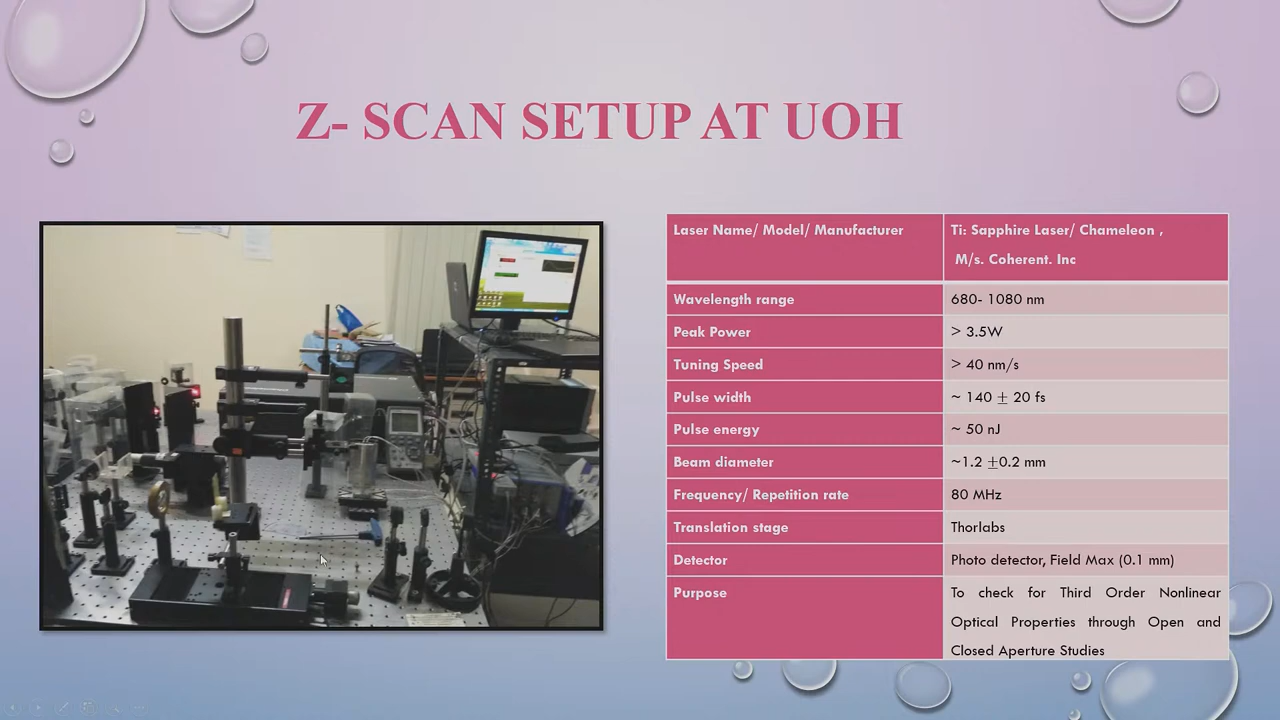 Z- SCAN SETUP AT UOH
Laser Name/ Model/ Manufacturer
Ti: Sapphire Laser/ Chameleon ,
M/s. Coherent. Inc
Wavelength range
680- 1080 nm
Peak Power
> 3.5W
Tuning Speed
> 40 nm/s
Pulse width
~ 140 ± 20 fs
Pulse energy
~ 50 nJ
Beam diameter
~1.2 ±0.2 mm
Frequency/ Repetition rate
80 MHz
Translation stage
Thorlabs
Detector
Photo detector, Field Max (0.1 mm)
Purpose
To check for Third Order Nonlinear
Optical Properties through Open and
Closed Aperture Studies